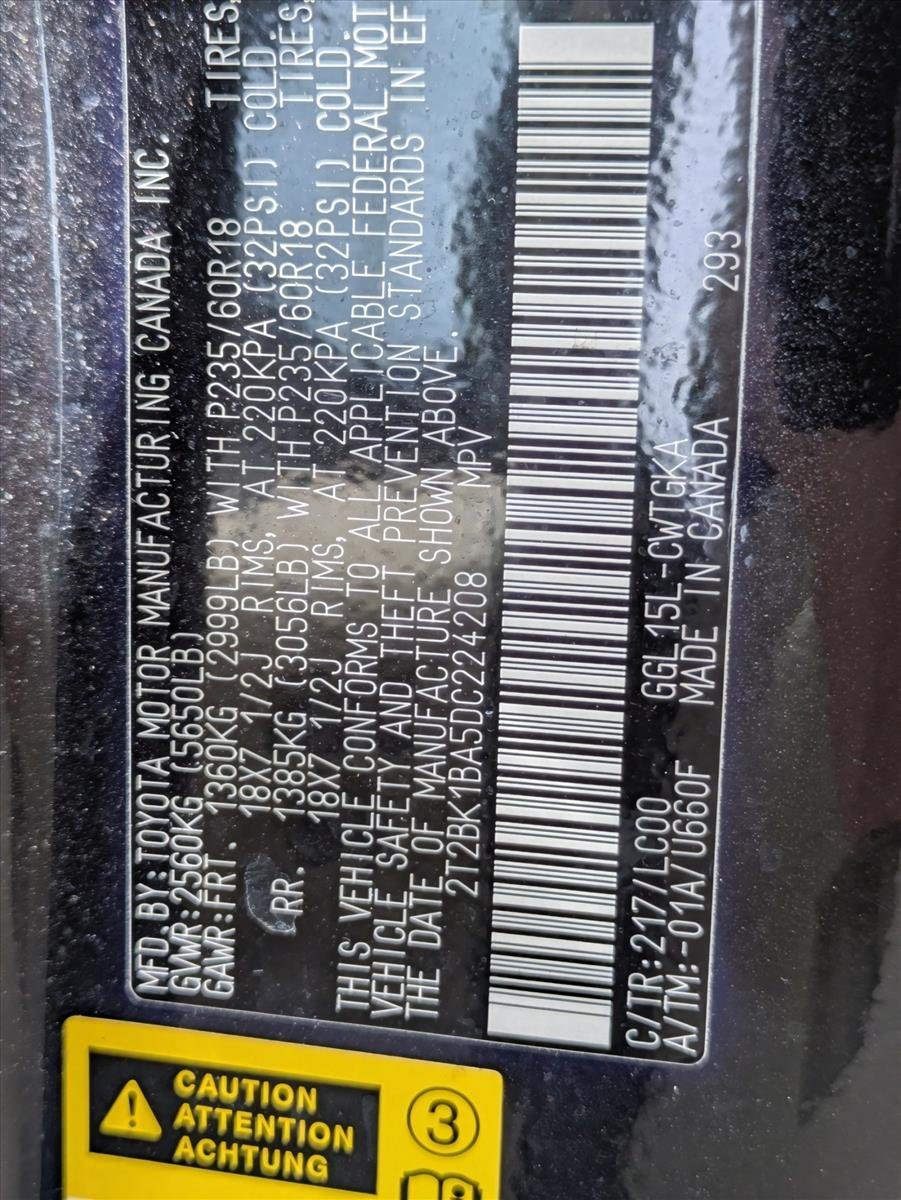 MFD.BY:TOYOTA MOTOR MANUFACTURING CANADA INC.
GVWR:2560KG (5650LB)
GAWR:FRT. 1360KG (2999LB) WITH P235/60R18 TIRES,
18X7 1/2J RIMS, AT 220KPA (32PSI) COLD
RR. 1385KG (3056LB) WITH P235/60R18 TIRES,
18X7 1/2J RIMS, AT 220KPA (32PSI) COLD.
THIS VEHICLE CONFORMS TO ALL APPLICABLE FEDERAL MOT
VEHICLE SAFETY AND THEFT PREVENTION STANDARDS IN EF
THE DATE OF MANUFACTURE SHOWN ABOVE.
2T2BK1BA5DC224208 MPV
C/TR:217/LC00 GGL15L-CWTGKA 293
A/TM:-01A/U660F MADE IN CANADA
CAUTION
ATTENTION
ACHTUNG
3